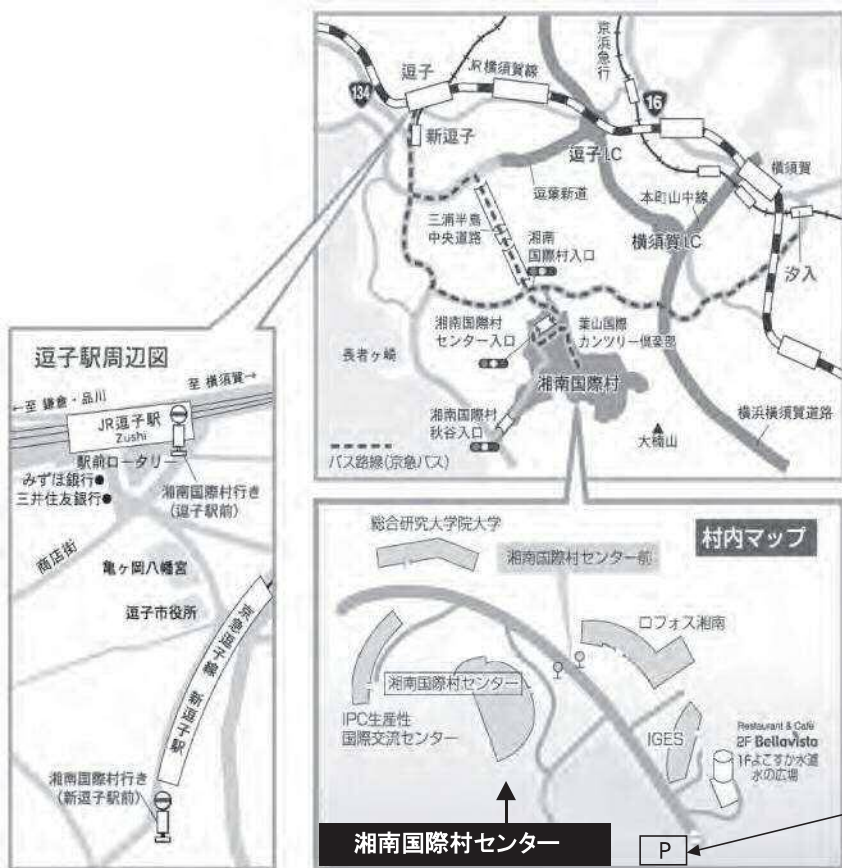 京浜急行
134
逗子
JR横須賀線
16
新逗子
逗子I.C
横須賀
逗葉新道
本町山中線
三浦半島
中央道路
湘南
国際村入口
横須賀I.C
汐入
湘南国際村
センター入口
葉山国際
カンツリー倶楽部
長者ヶ崎
湘南国際村
湘南国際村
秋谷入口
大楠山
横浜横須賀道路
バス路線(京急バス)
逗子駅周辺図
至 横須賀→
←至 鎌倉・品川
JR逗子駅
Zushi
駅前ロータリー
みずほ銀行●
三井住友銀行●
湘南国際村行き
(逗子駅前)
商店街
亀ヶ岡八幡宮
逗子市役所
京急逗子線 新逗子駅
湘南国際村行き
(新逗子駅前)
総合研究大学院大学
村内マップ
湘南国際村センター前
ロフォス湘南
湘南国際村センター
IPC生産性
国際交流センター
IGES
Restaurant & Café
2F Bellavista
1Fよこすか水道
水の広場
湘南国際村センター
P